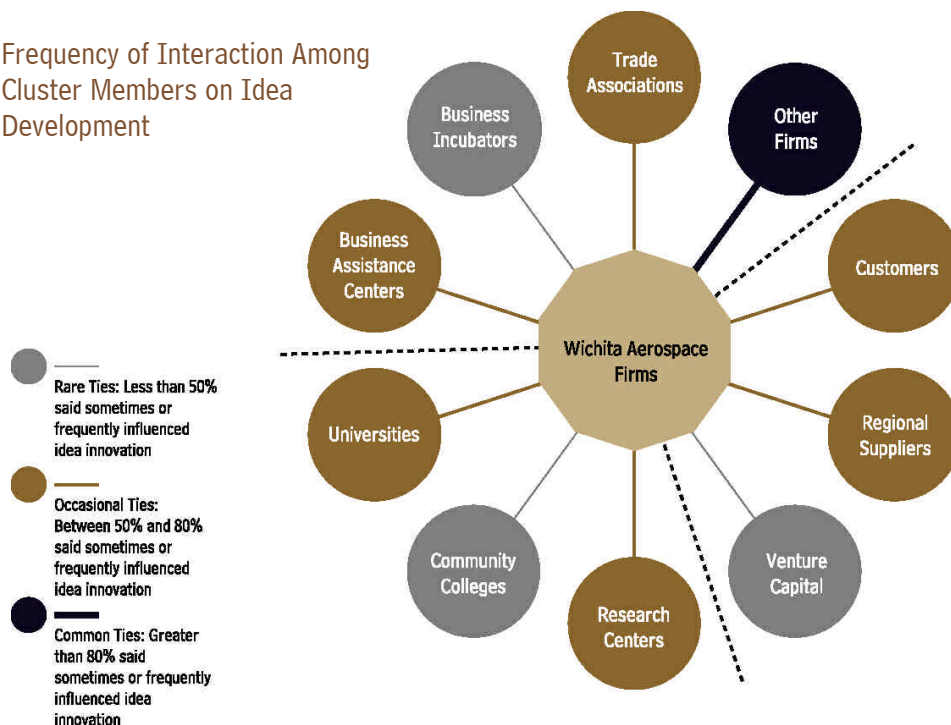 Frequency of Interaction Among
Cluster Members on Idea
Development
Trade
Associations
Business
Incubators
Other
Firms
Business
Assistance
Centers
Customers
Wichita Aerospace
Firms
Universities
Regional
Suppliers
Community
Colleges
Venture
Capital
Research
Centers
Rare Ties: Less than 50%
said sometimes or
frequently influenced
idea innovation
Occasional Ties:
Between 50% and 80%
said sometimes or
frequently influenced
idea innovation
Common Ties: Greater
than 80% said
sometimes or frequently
influenced idea
innovation